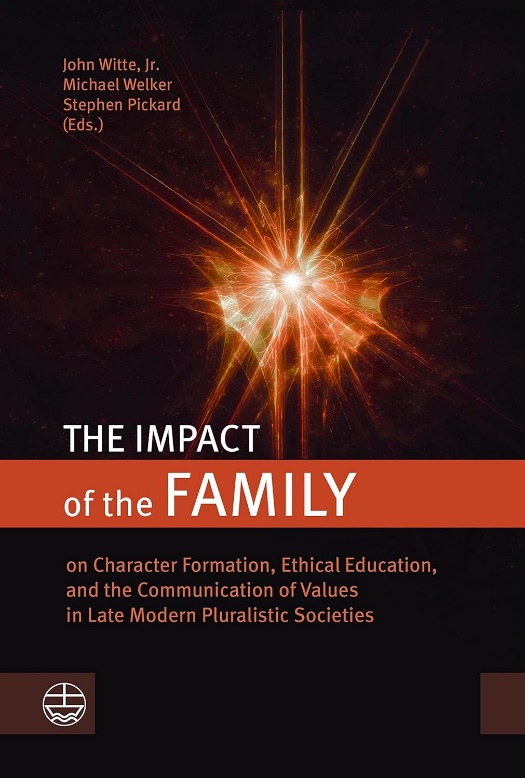 John Witte, Jr.
Michael Welker
Stephen Pickard
(Eds.)
THE IMPACT
of the FAMILY
on Character Formation, Ethical Education,
and the Communication of Values
in Late Modern Pluralistic Societies